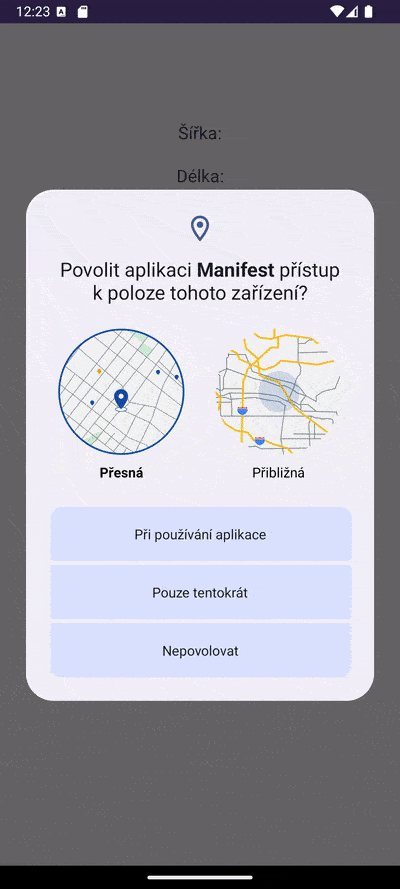 12:23
Šířka:
Délka:
Povolit aplikaci Manifest přístup
k poloze tohoto zařízení?
Přesná
Přibližná
Při používání aplikace
Pouze tentokrát
Nepovolovat